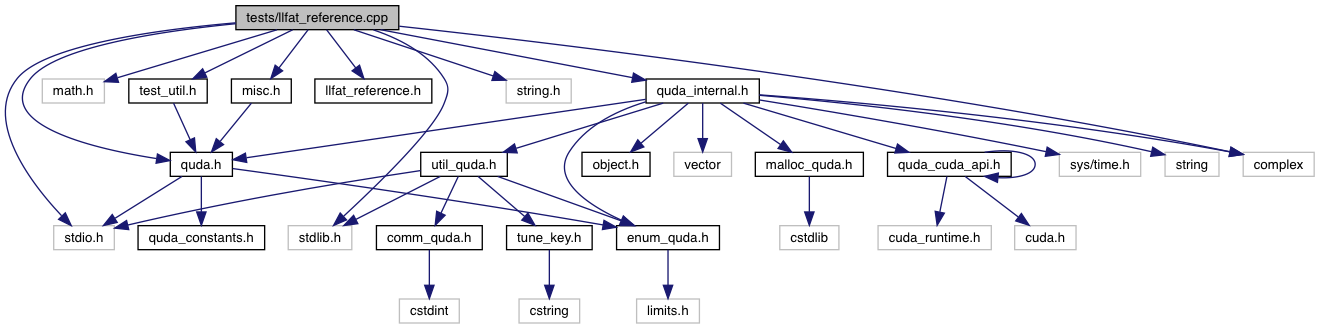 tests/llfat_reference.cpp
math.h
test_util.h
misc.h
llfat_reference.h
string.h
quda_internal.h
quda.h
util_quda.h
object.h
vector
malloc_quda.h
quda_cuda_api.h
sys/time.h
string
complex
stdio.h
quda_constants.h
stdlib.h
comm_quda.h
tune_key.h
enum_quda.h
cstdlib
cuda_runtime.h
cuda.h
cstdint
cstring
limits.h